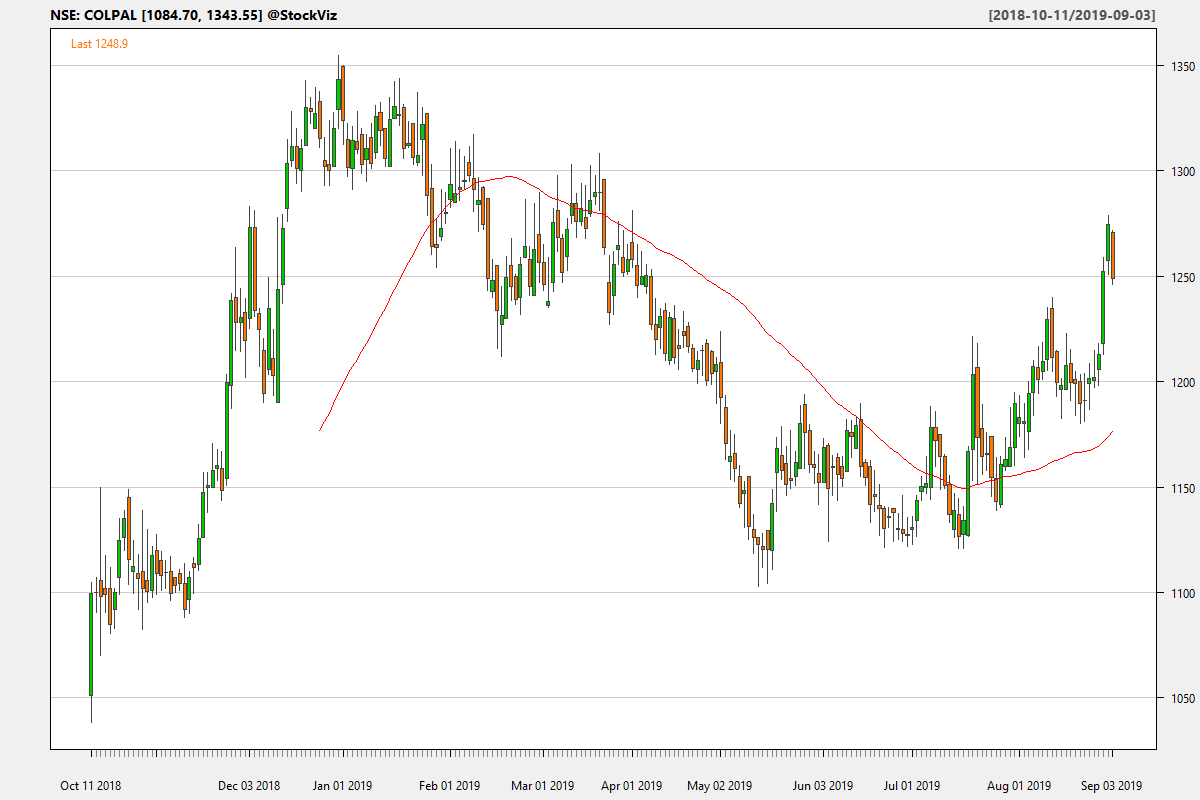 NSE: COLPAL [1084.70, 1343.55] @StockViz
[2018-10-11/2019-09-03]
Last 1248.9
1350
1300
1250
1200
1150
1100
1050
Oct 11 2018
Dec 03 2018
Jan 01 2019
Feb 01 2019
Mar 01 2019
Apr 01 2019
May 02 2019
Jun 03 2019
Jul 01 2019
Aug 01 2019
Sep 03 2019